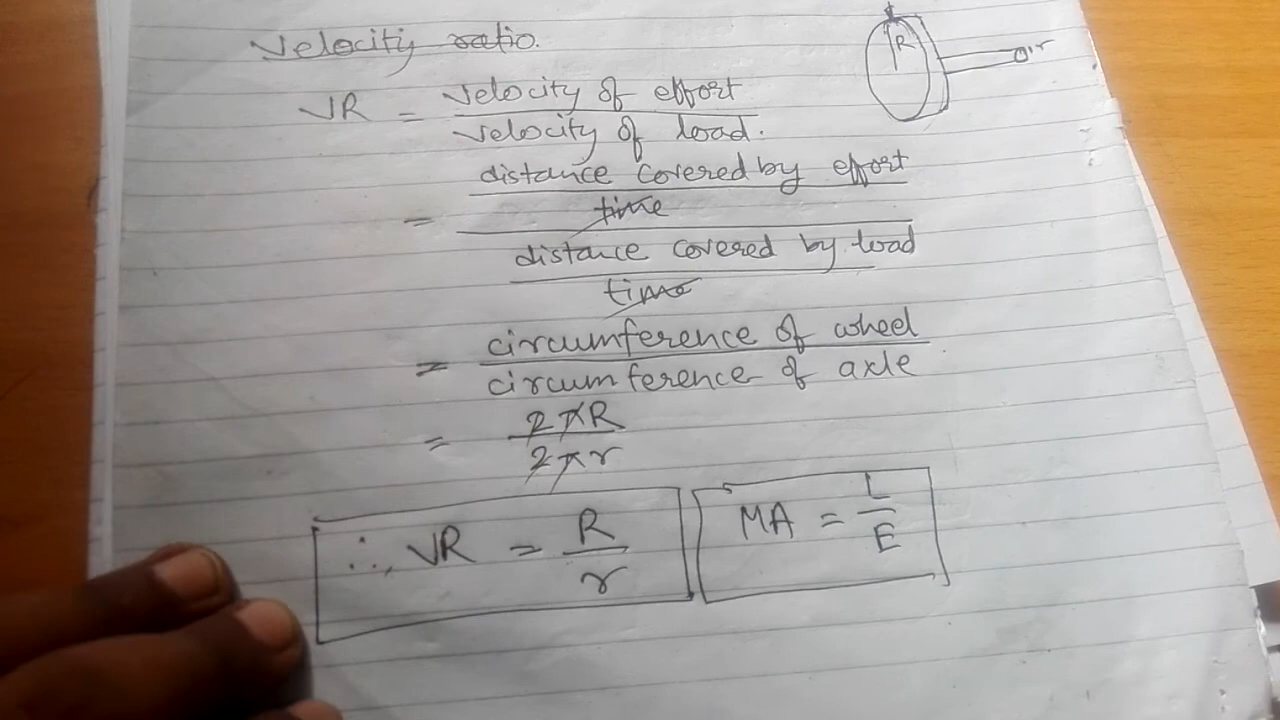 Velocity ratio.
R
r
VR = velocity of effort
velocity of load.
distance covered by effort
= time
distance covered by load
time
= circumference of wheel
circumference of axle
= 2πR
2πr
∴ VR = R/r MA = L/E